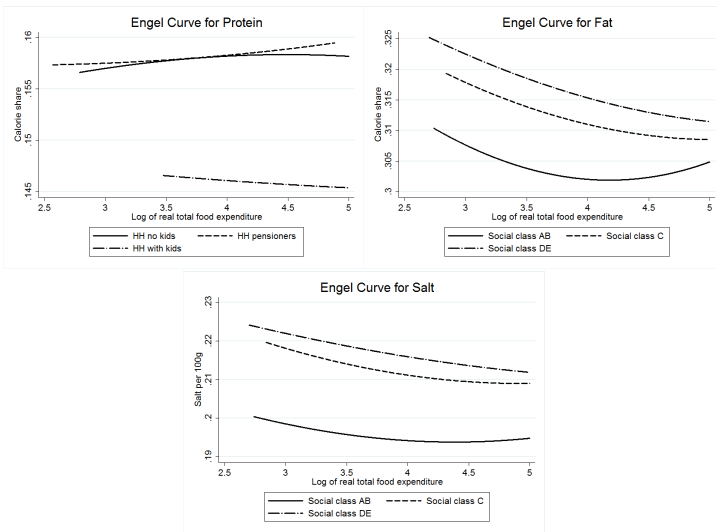 Engel Curve for Protein
Calorie share
.16
.155
.15
.145
2.5 3 3.5 4 4.5 5
Log of real total food expenditure
HH no kids HH pensioners
HH with kids
Engel Curve for Fat
Calorie share
.325
.32
.315
.31
.305
.3
2.5 3 3.5 4 4.5 5
Log of real total food expenditure
Social class AB Social class C
Social class DE
Engel Curve for Salt
Salt per 100g
.23
.22
.21
.2
.19
2.5 3 3.5 4 4.5 5
Log of real total food expenditure
Social class AB Social class C
Social class DE